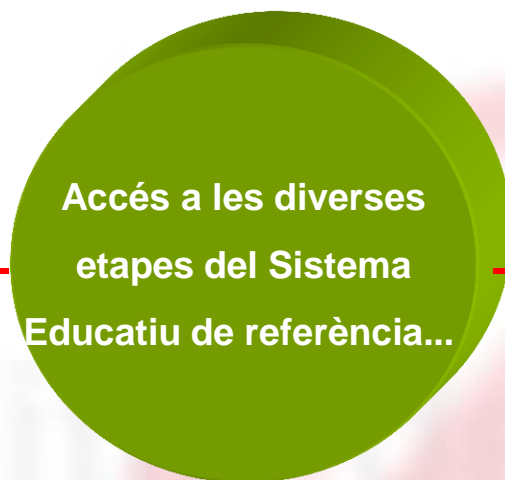 Accés a les diverses
etapes del Sistema
Educatiu de referència...